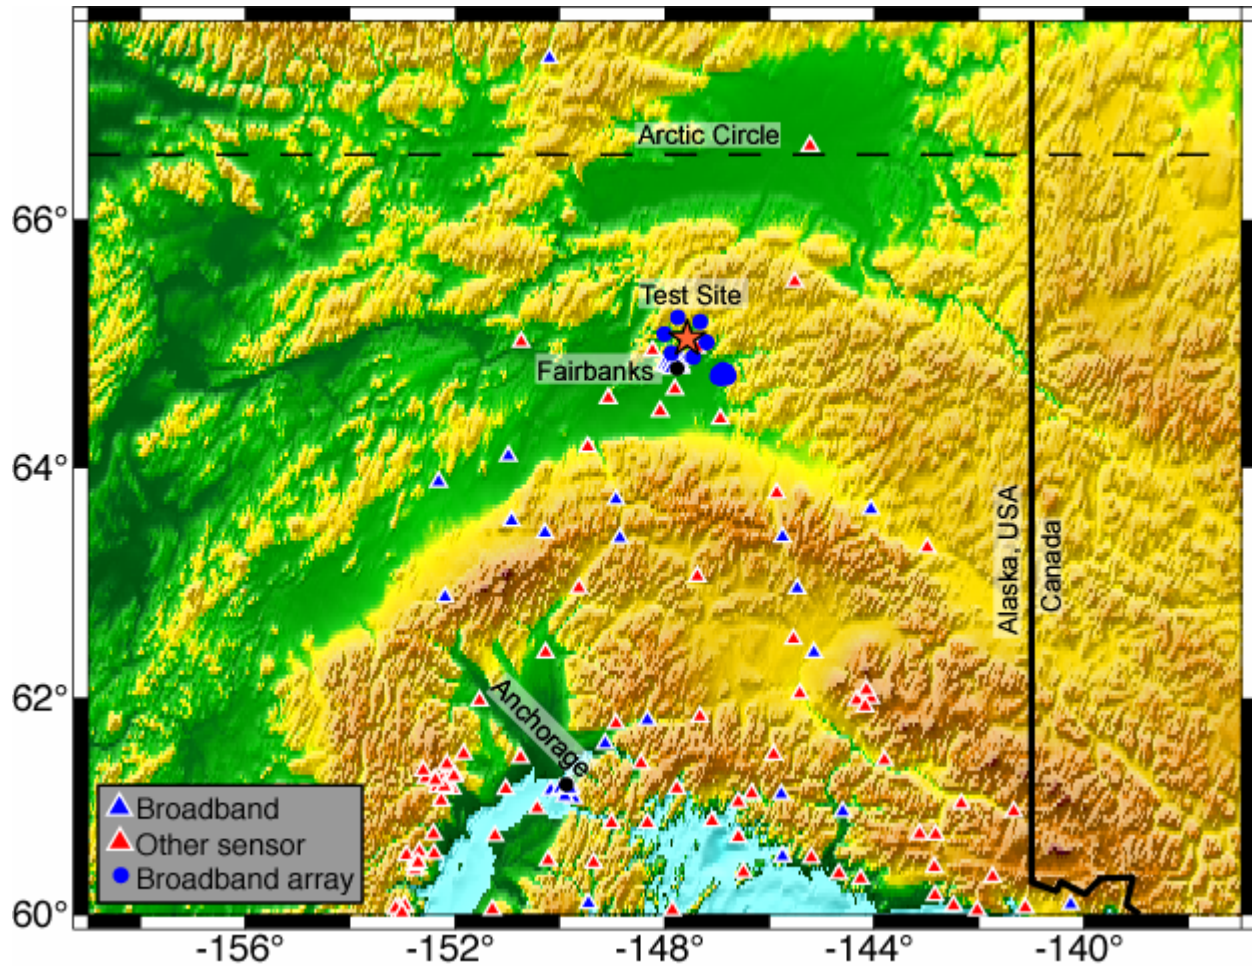 Arctic Circle
66°
Test Site
Fairbanks
64°
Alaska, USA
Canada
62°
Anchorage
Broadband
Other sensor
Broadband array
60°
-156°
-152°
-148°
-144°
-140°